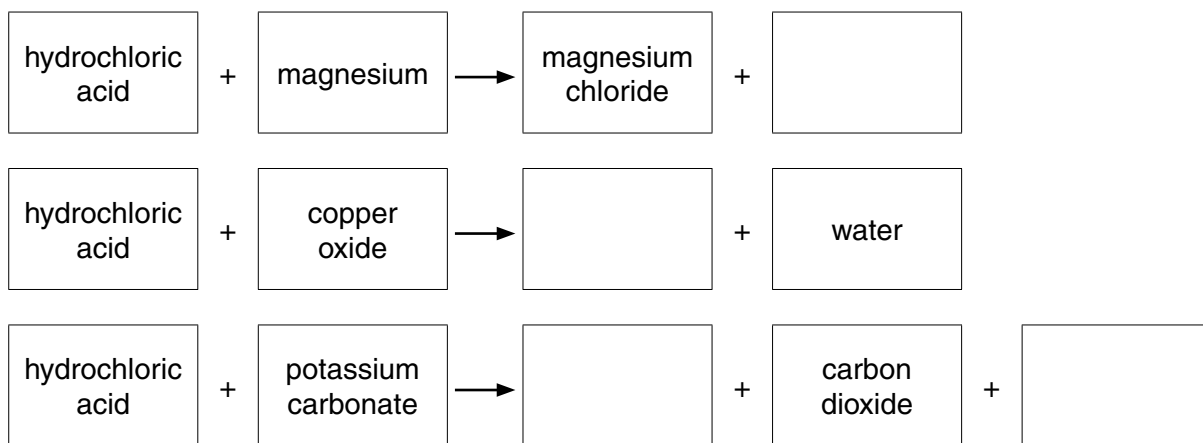 hydrochloric
acid
+
magnesium
magnesium
chloride
+
hydrochloric
acid
+
copper
oxide
+
water
hydrochloric
acid
+
potassium
carbonate
+
carbon
dioxide
+